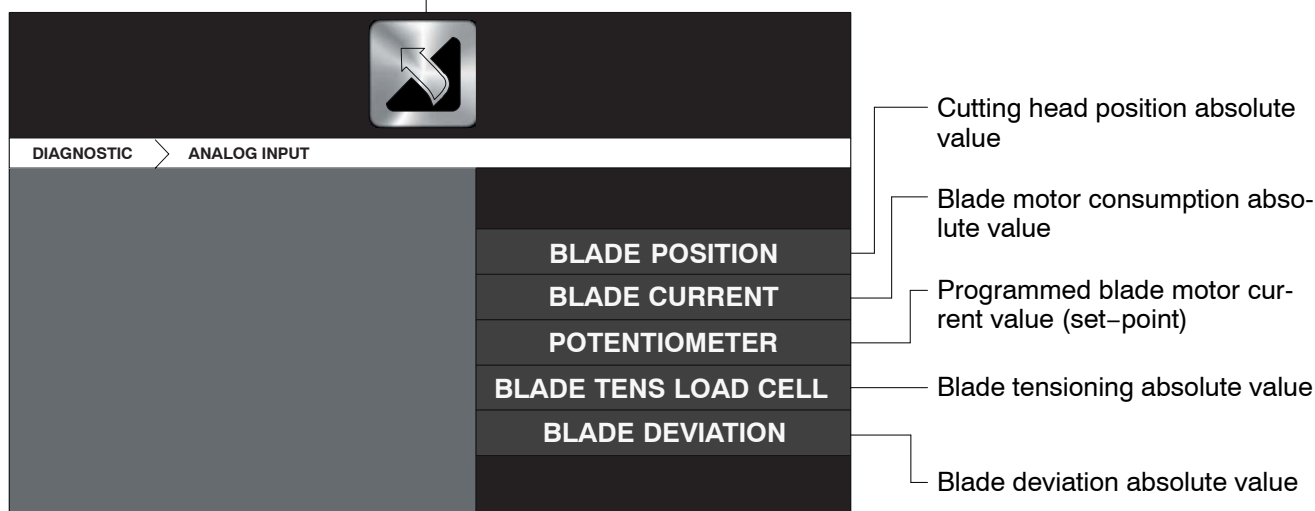 DIAGNOSTIC ANALOG INPUT
BLADE POSITION
BLADE CURRENT
POTENTIOMETER
BLADE TENS LOAD CELL
BLADE DEVIATION
Cutting head position absolute
value
Blade motor consumption abso-
lute value
Programmed blade motor cur-
rent value (set–point)
Blade tensioning absolute value
Blade deviation absolute value